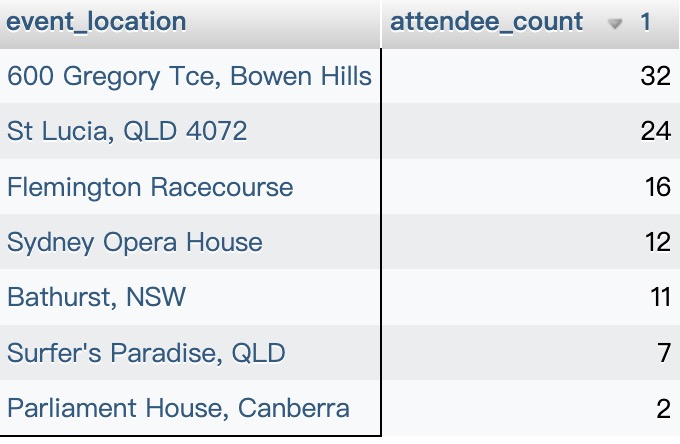 event_location attendee_count 1
600 Gregory Tce, Bowen Hills 32
St Lucia, QLD 4072 24
Flemington Racecourse 16
Sydney Opera House 12
Bathurst, NSW 11
Surfer's Paradise, QLD 7
Parliament House, Canberra 2